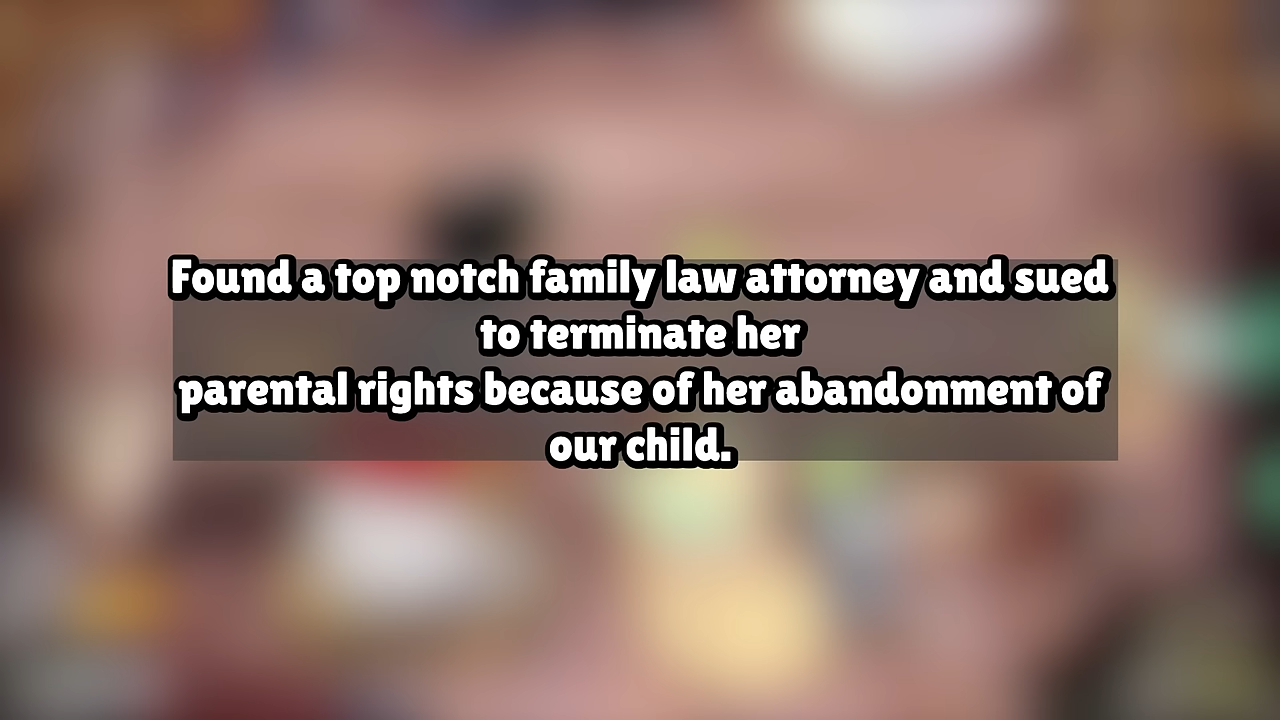 Found a top notch family law attorney and sued
to terminate her
parental rights because of her abandonment of
our child.